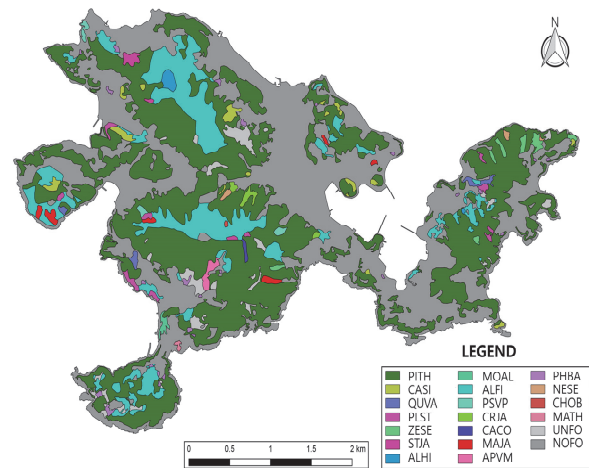 N
LEGEND
PITH MOAL PHBA
CASI ALFI NESE
QUVA PSVP CHOB
PLST CRJA MATH
ZESE CACO UNFO
STJA MAJA NOFO
ALHI APVM
0 0.5 1 1.5 2 km